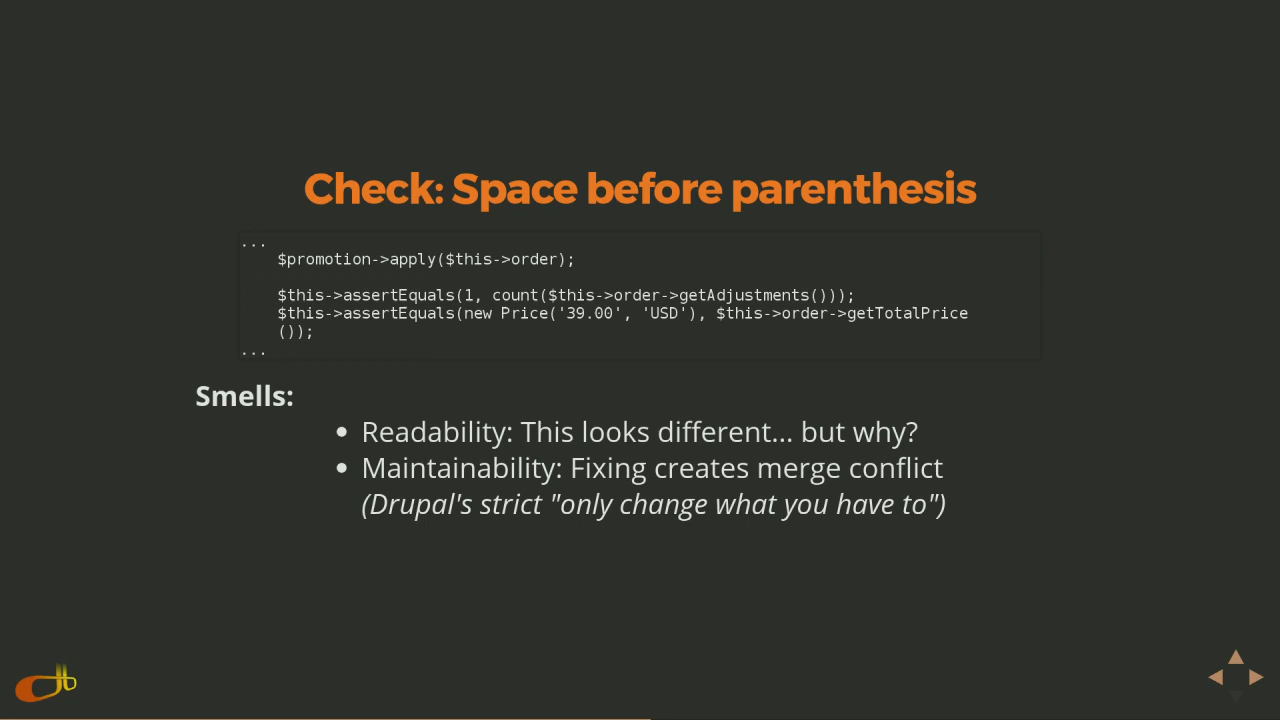 Check: Space before parenthesis
...
    $promotion->apply($this->order);

    $this->assertEquals(1, count($this->order->getAdjustments()));
    $this->assertEquals(new Price('39.00', 'USD'), $this->order->getTotalPrice
    ());
...
Smells:
• Readability: This looks different... but why?
• Maintainability: Fixing creates merge conflict
(Drupal's strict "only change what you have to")